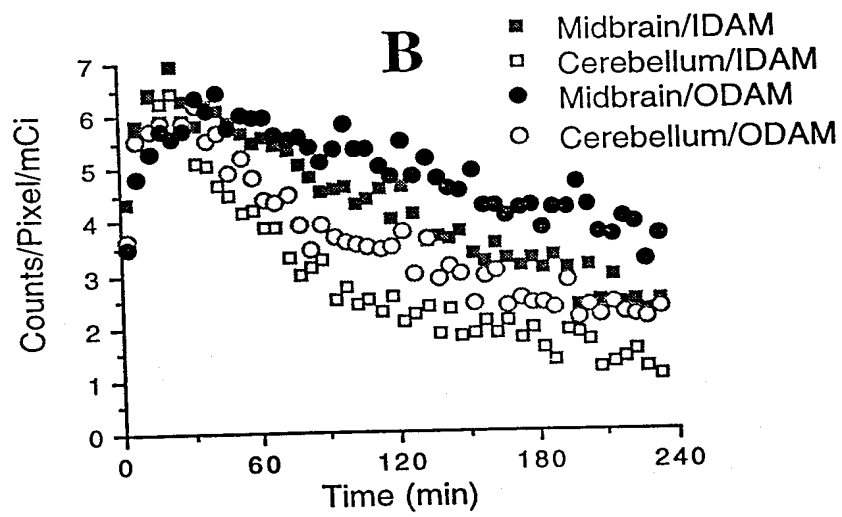 B
Midbrain/IDAM
Cerebellum/IDAM
Midbrain/ODAM
Cerebellum/ODAM
7
6
5
4
3
2
1
0
Counts/Pixel/mCi
0
60
120
180
240
Time (min)